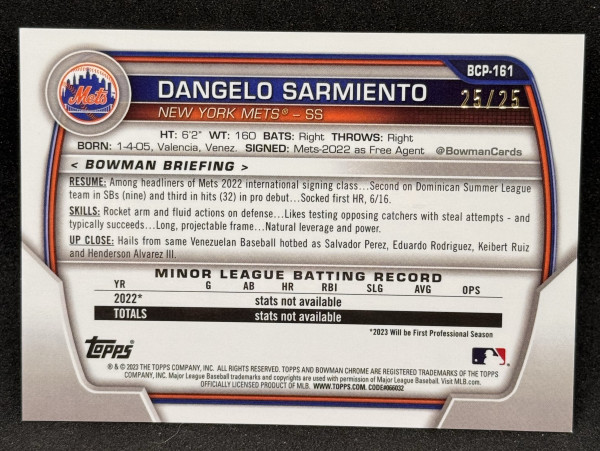 BCP-161
Mets
DANGELO SARMIENTO
25/25
NEW YORK METS® – SS
HT: 6'2" WT: 160 BATS: Right THROWS: Right
BORN: 1-4-05, Valencia, Venez. SIGNED: Mets-2022 as Free Agent @BowmanCards
< BOWMAN BRIEFING >
RESUME: Among headliners of Mets 2022 international signing class...Second on Dominican Summer League
team in SBs (nine) and third in hits (32) in pro debut...Socked first HR, 6/16.
SKILLS: Rocket arm and fluid actions on defense...Likes testing opposing catchers with steal attempts - and
typically succeeds...Long, projectable frame...Natural leverage and power.
UP CLOSE: Hails from same Venezuelan Baseball hotbed as Salvador Perez, Eduardo Rodriguez, Keibert Ruiz
and Henderson Alvarez III.
MINOR LEAGUE BATTING RECORD
YR G AB HR RBI SLG AVG OPS
2022* stats not available
TOTALS stats not available
*2023 Will be First Professional Season
topps
® & © 2023 THE TOPPS COMPANY, INC. ALL RIGHTS RESERVED. TOPPS AND BOWMAN CHROME ARE REGISTERED TRADEMARKS OF THE TOPPS
COMPANY, INC. Major League Baseball trademarks and copyrights are used with permission of Major League Baseball. Visit MLB.com.
OFFICIALLY LICENSED PRODUCT OF MLB. WWW.TOPPS.COM. CODE#066032